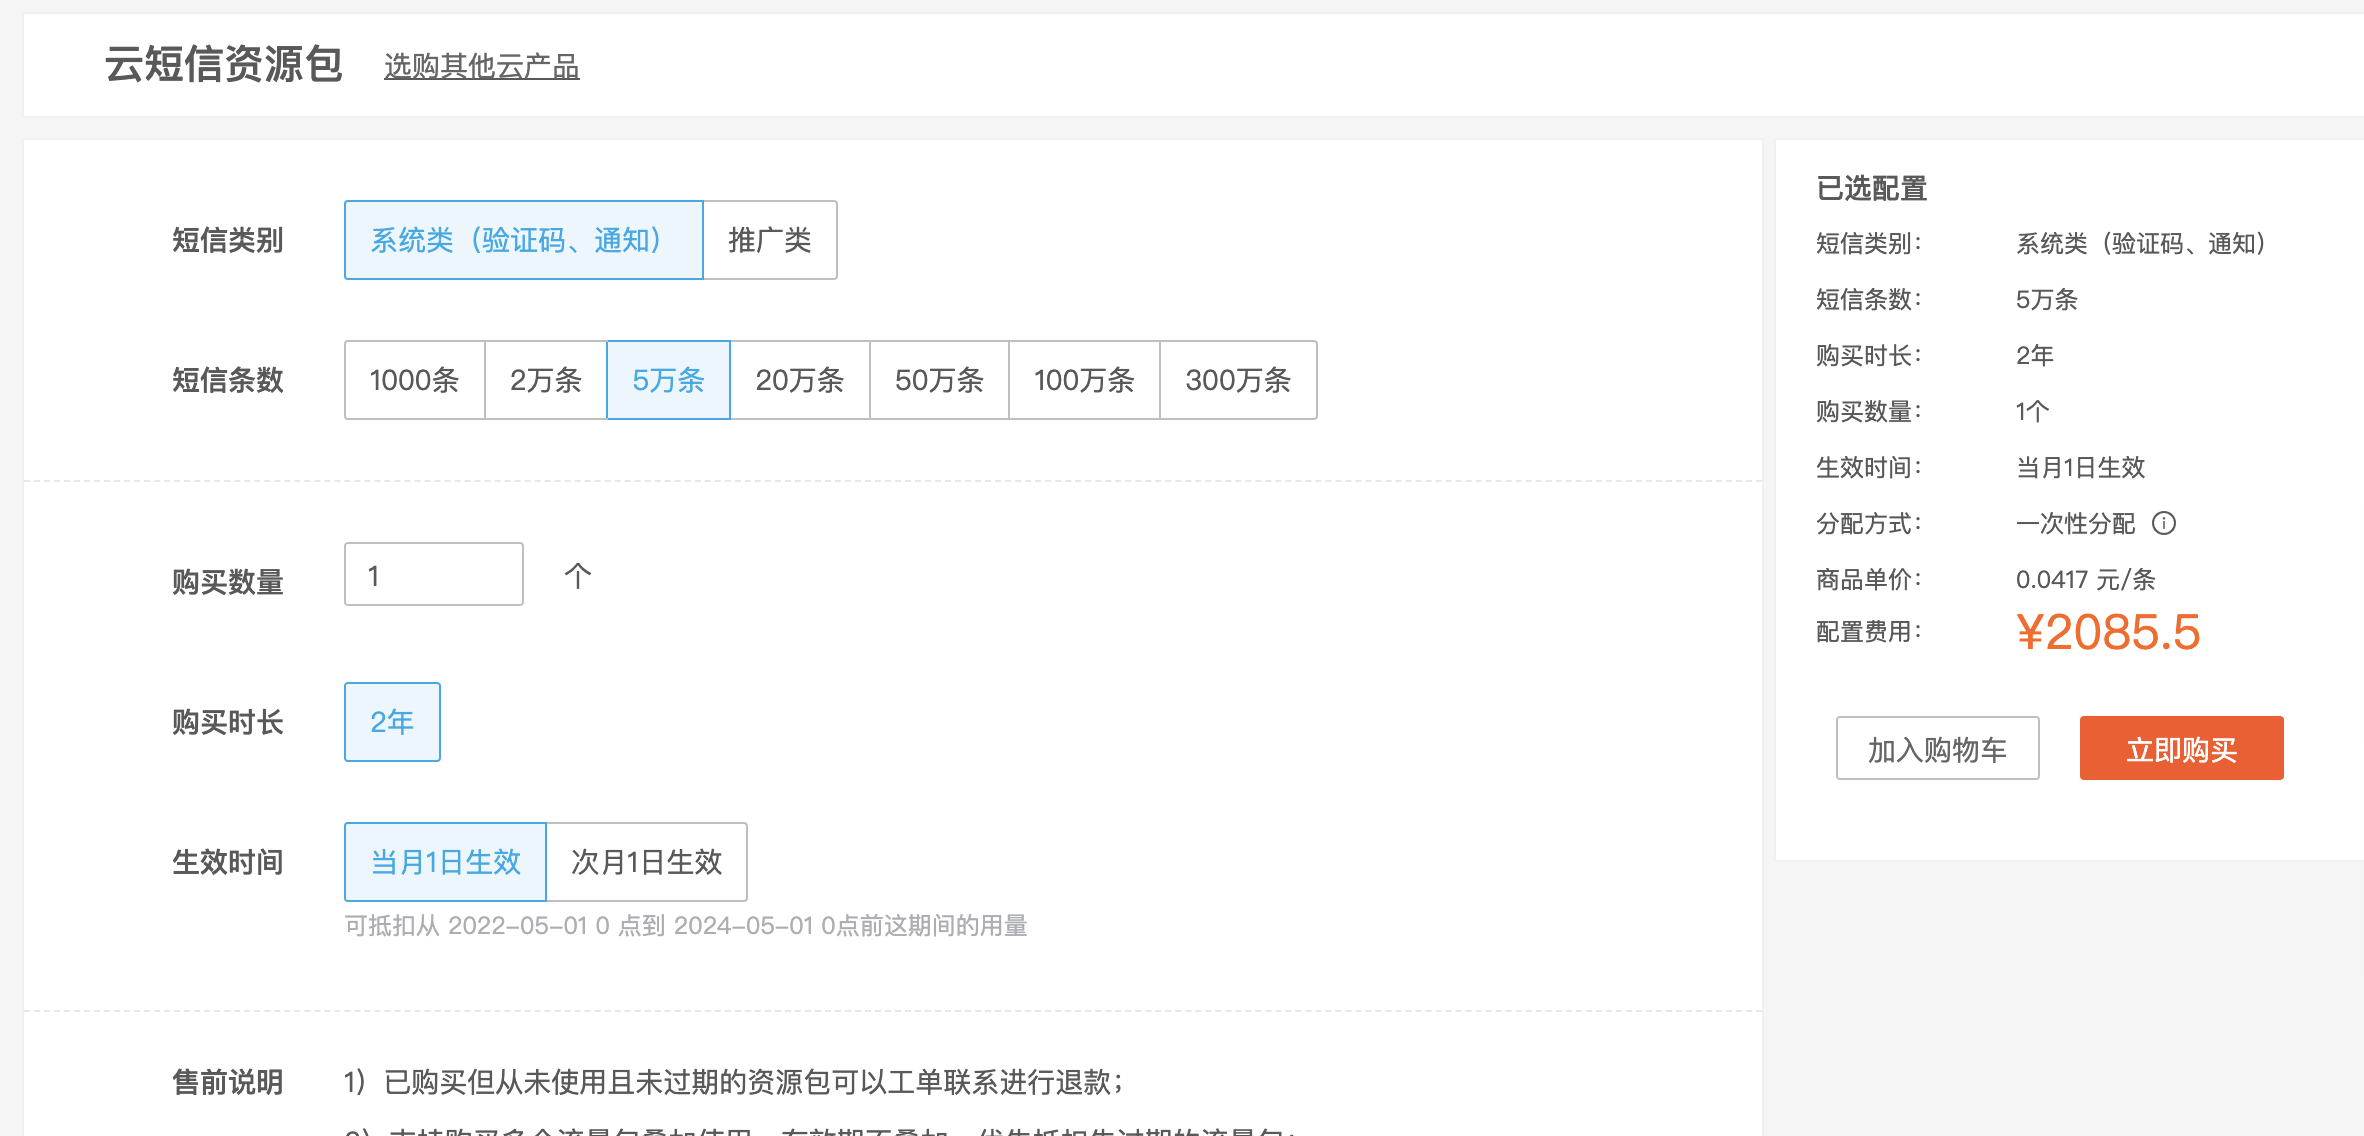 云短信资源包 选购其他云产品
短信类别 系统类（验证码、通知） 推广类
短信条数 1000条 2万条 5万条 20万条 50万条 100万条 300万条
购买数量 1 个
购买时长 2年
生效时间 当月1日生效 次月1日生效
可抵扣从 2022-05-01 0 点到 2024-05-01 0点前这期间的用量
售前说明 1）已购买但从未使用且未过期的资源包可以工单联系进行退款；
已选配置
短信类别： 系统类（验证码、通知）
短信条数： 5万条
购买时长： 2年
购买数量： 1个
生效时间： 当月1日生效
分配方式： 一次性分配
商品单价： 0.0417 元/条
配置费用： ¥2085.5
加入购物车 立即购买